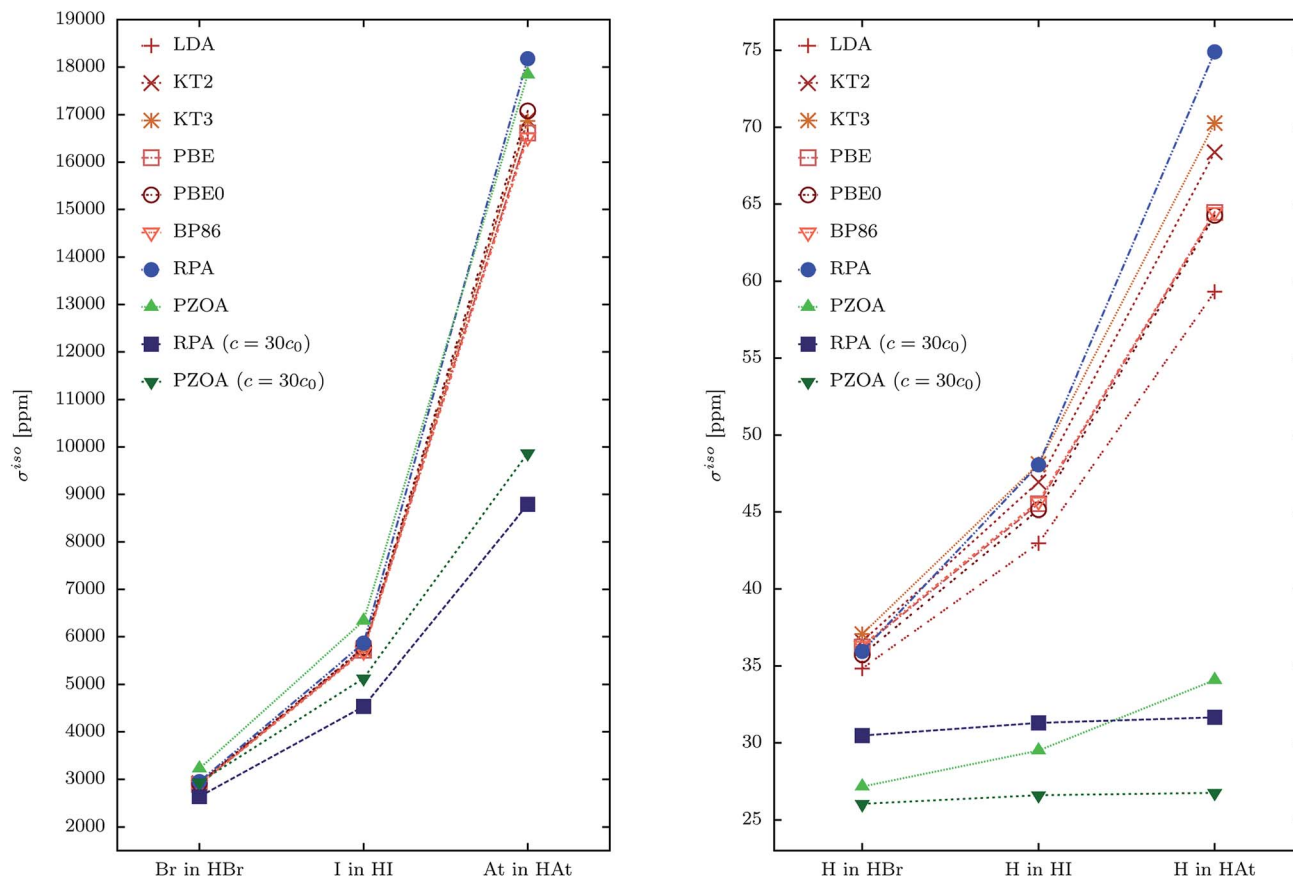 19000
18000
17000
16000
15000
14000
13000
12000
11000
10000
9000
8000
7000
6000
5000
4000
3000
2000
σ^iso [ppm]
LDA
KT2
KT3
PBE
PBE0
BP86
RPA
PZOA
RPA (c = 30c₀)
PZOA (c = 30c₀)
Br in HBr
I in HI
At in HAt
75
70
65
60
55
50
45
40
35
30
25
σ^iso [ppm]
LDA
KT2
KT3
PBE
PBE0
BP86
RPA
PZOA
RPA (c = 30c₀)
PZOA (c = 30c₀)
H in HBr
H in HI
H in HAt